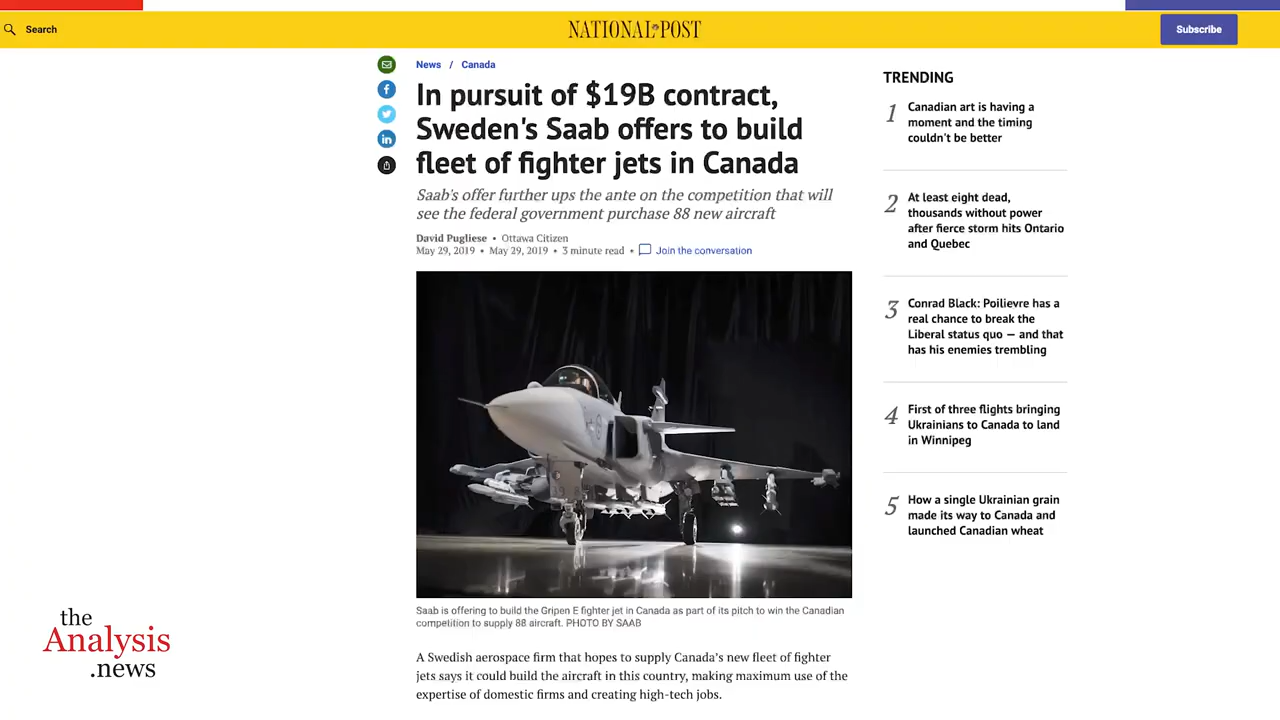 Search
NATIONAL POST
Subscribe
News / Canada
In pursuit of $19B contract,
Sweden's Saab offers to build
fleet of fighter jets in Canada
Saab's offer further ups the ante on the competition that will
see the federal government purchase 88 new aircraft
David Pugliese • Ottawa Citizen
May 29, 2019 • May 29, 2019 • 3 minute read • Join the conversation
Saab is offering to build the Gripen E fighter jet in Canada as part of its pitch to win the Canadian
competition to supply 88 aircraft. PHOTO BY SAAB
A Swedish aerospace firm that hopes to supply Canada's new fleet of fighter
jets says it could build the aircraft in this country, making maximum use of the
expertise of domestic firms and creating high-tech jobs.
TRENDING
1
Canadian art is having a
moment and the timing
couldn't be better
2
At least eight dead,
thousands without power
after fierce storm hits Ontario
and Quebec
3
Conrad Black: Poilievre has a
real chance to break the
Liberal status quo — and that
has his enemies trembling
4
First of three flights bringing
Ukrainians to Canada to land
in Winnipeg
5
How a single Ukrainian grain
made its way to Canada and
launched Canadian wheat
the
Analysis
.news